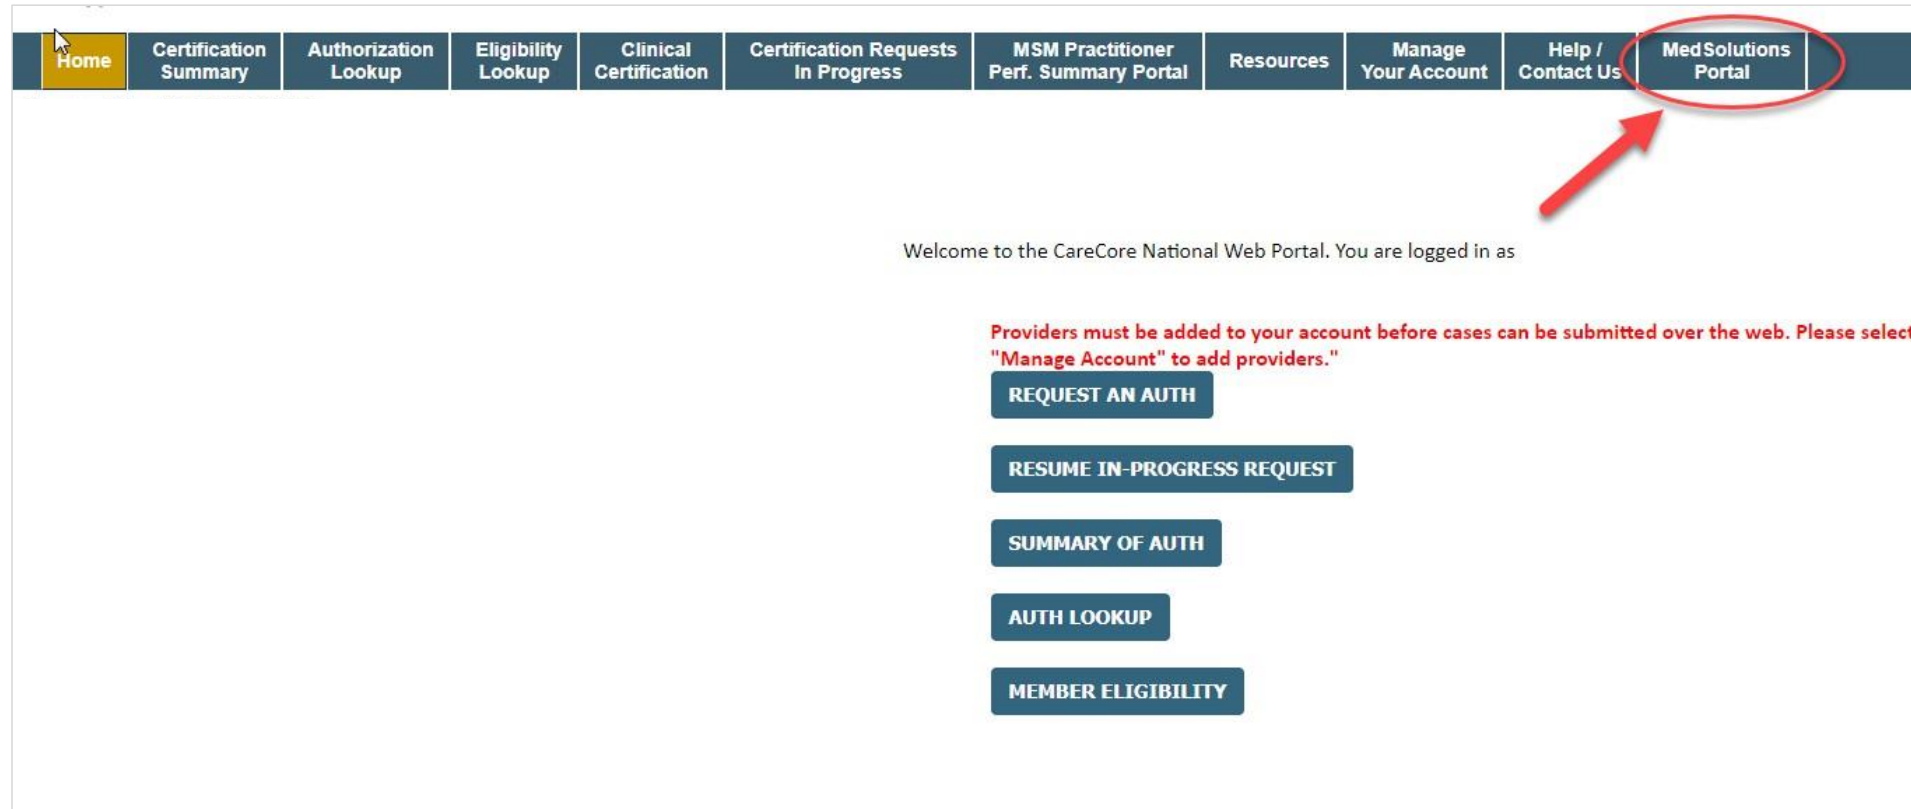 Home
Certification
Summary
Authorization
Lookup
Eligibility
Lookup
Clinical
Certification
Certification Requests
In Progress
MSM Practitioner
Perf. Summary Portal
Resources
Manage
Your Account
Help /
Contact Us
MedSolutions
Portal
Welcome to the CareCore National Web Portal. You are logged in as
Providers must be added to your account before cases can be submitted over the web. Please select
"Manage Account" to add providers."
REQUEST AN AUTH
RESUME IN-PROGRESS REQUEST
SUMMARY OF AUTH
AUTH LOOKUP
MEMBER ELIGIBILITY